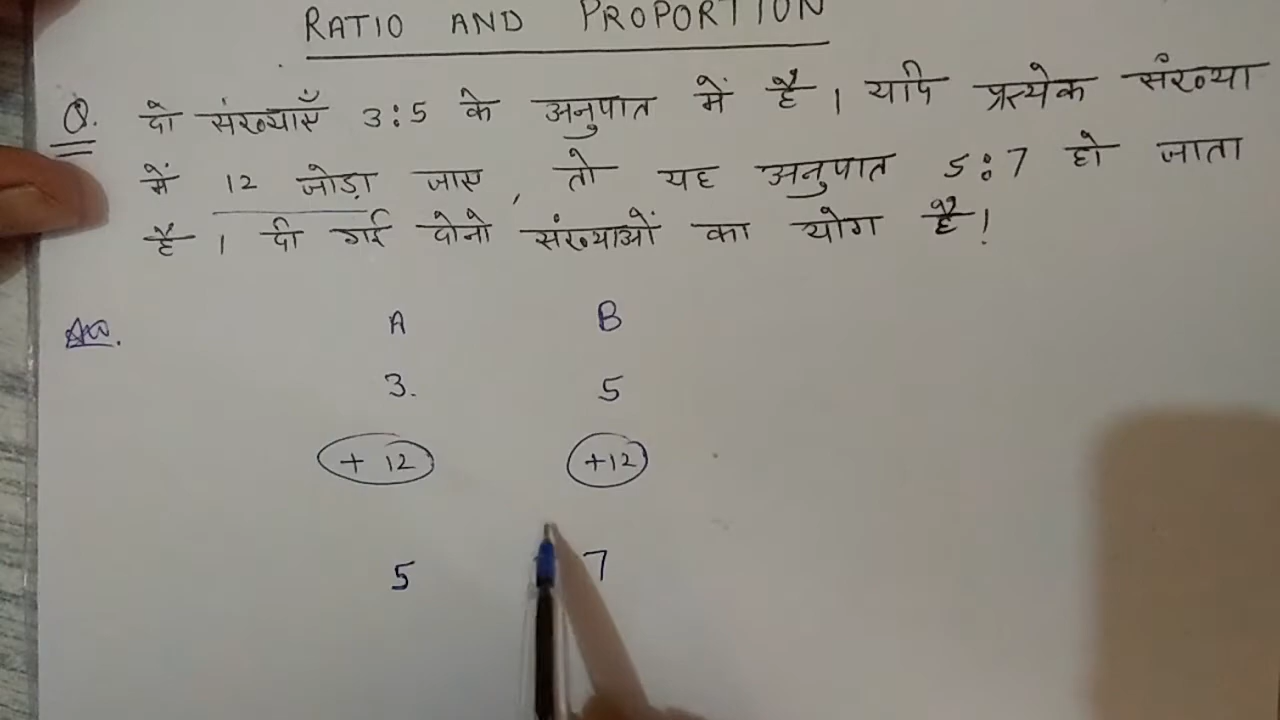 RATIO AND PROPORTION
Q. दो संख्याएँ 3:5 के अनुपात में है । यदि प्रत्येक संख्या
में 12 जोड़ा जाए , तो यह अनुपात 5:7 हो जाता
है । दी गई दोनो संख्याओं का योग है !
Ans. A B
3. 5
+ 12 +12
5 7